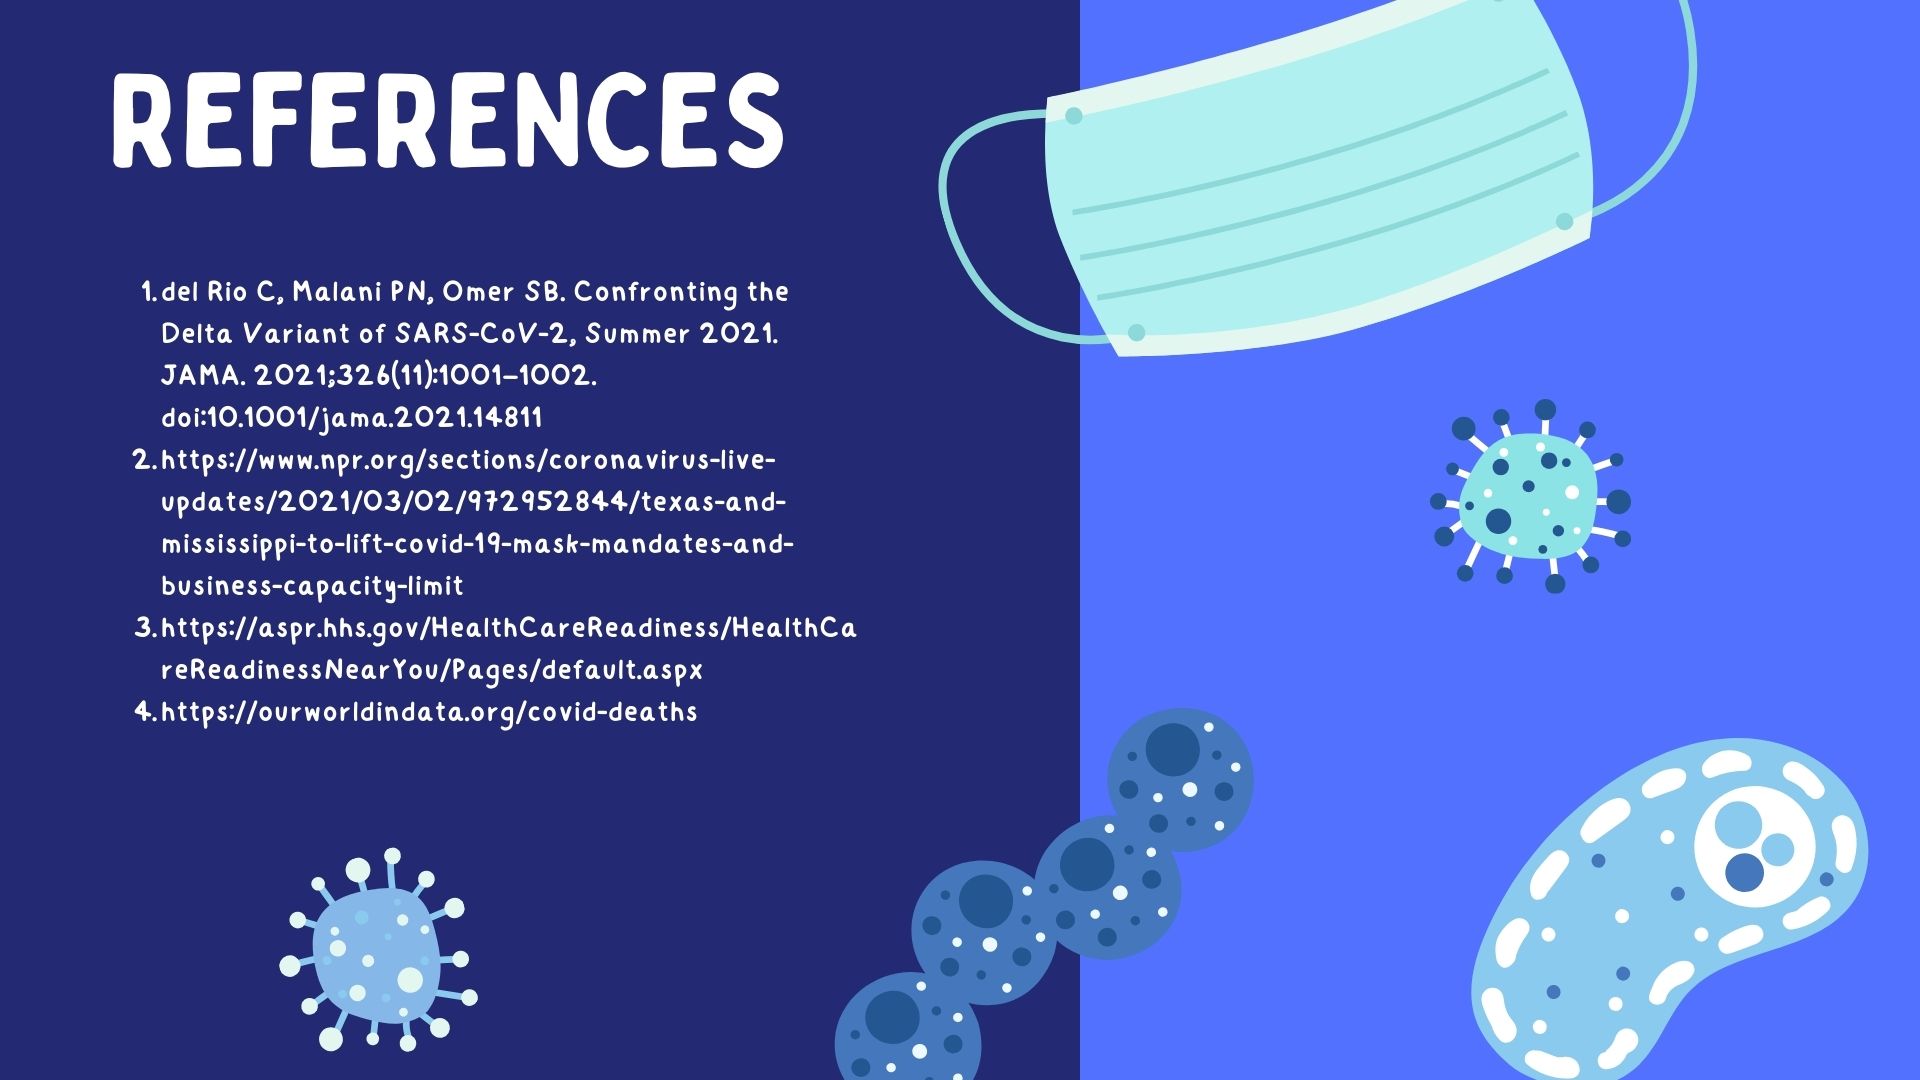 REFERENCES
1. del Rio C, Malani PN, Omer SB. Confronting the
Delta Variant of SARS-CoV-2, Summer 2021.
JAMA. 2021;326(11):1001–1002.
doi:10.1001/jama.2021.14811
2. https://www.npr.org/sections/coronavirus-live-
updates/2021/03/02/972952844/texas-and-
mississippi-to-lift-covid-19-mask-mandates-and-
business-capacity-limit
3. https://aspr.hhs.gov/HealthCareReadiness/HealthCa
reReadinessNearYou/Pages/default.aspx
4. https://ourworldindata.org/covid-deaths